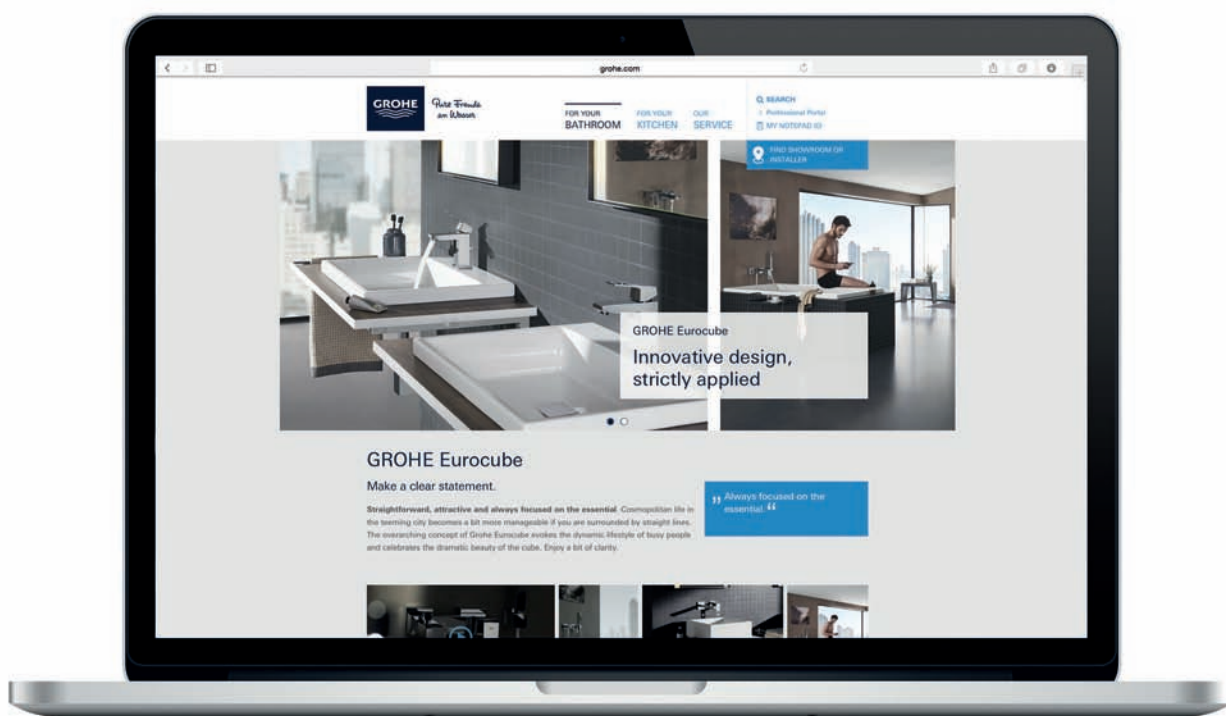 grohe.com
GROHE
Pure Freude
an Wasser
FOR YOUR
BATHROOM
FOR YOUR
KITCHEN
OUR
SERVICE
SEARCH
Professional Portal
MY NOTEPAD (0)
FIND SHOWROOM OR
INSTALLER
GROHE Eurocube
Innovative design,
strictly applied
GROHE Eurocube
Make a clear statement.
Straightforward, attractive and always focused on the essential. Cosmopolitan life in
the teeming city becomes a bit more manageable if you are surrounded by straight lines.
The overarching concept of Grohe Eurocube evokes the dynamic lifestyle of busy people
and celebrates the dramatic beauty of the cube. Enjoy a bit of clarity.
„ Always focused on the
essential. “